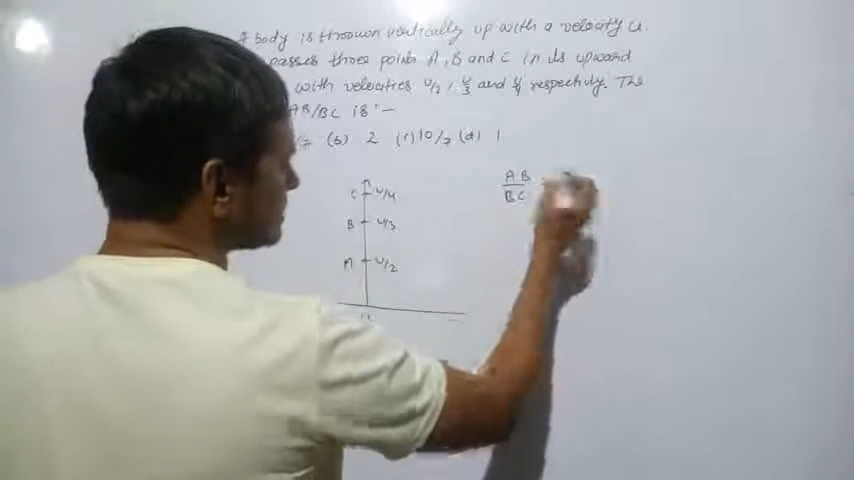 A body is thrown vertically up with a velocity u.
passes three points A, B and C in its upward
with velocities u/2, u/3 and u/4 respectively. The
AB/BC is :-
/7 (b) 2 (c) 10/7 (d) 1
C u/4
B u/3
A u/2
AB
BC